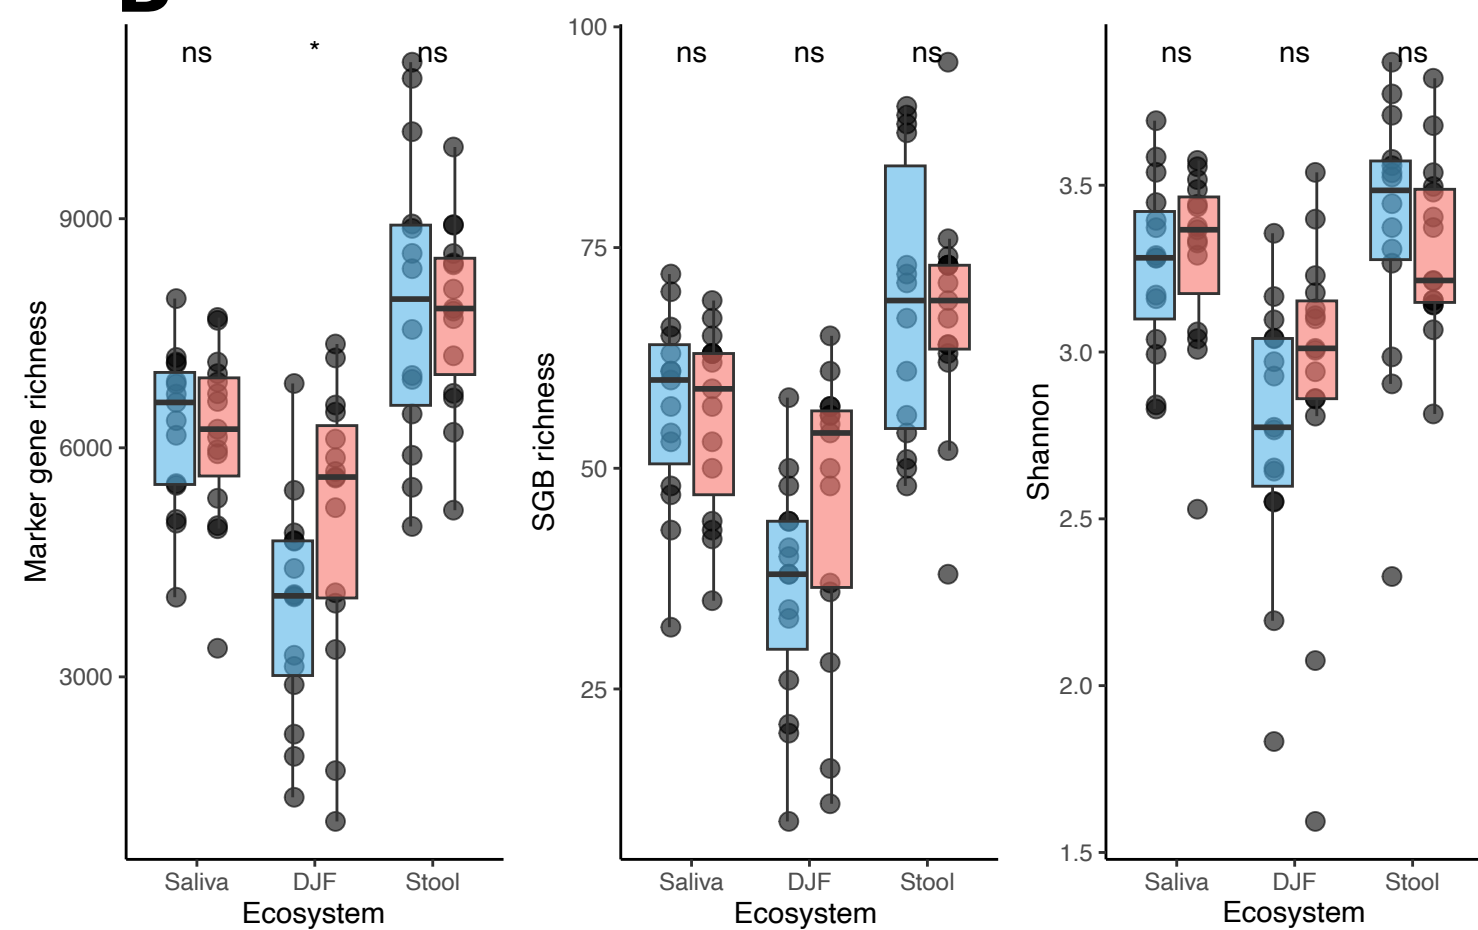 Marker gene richness
ns * ns
9000
6000
3000
Saliva DJF Stool
Ecosystem
SGB richness
ns ns ns
100
75
50
25
Saliva DJF Stool
Ecosystem
Shannon
ns ns ns
3.5
3.0
2.5
2.0
1.5
Saliva DJF Stool
Ecosystem